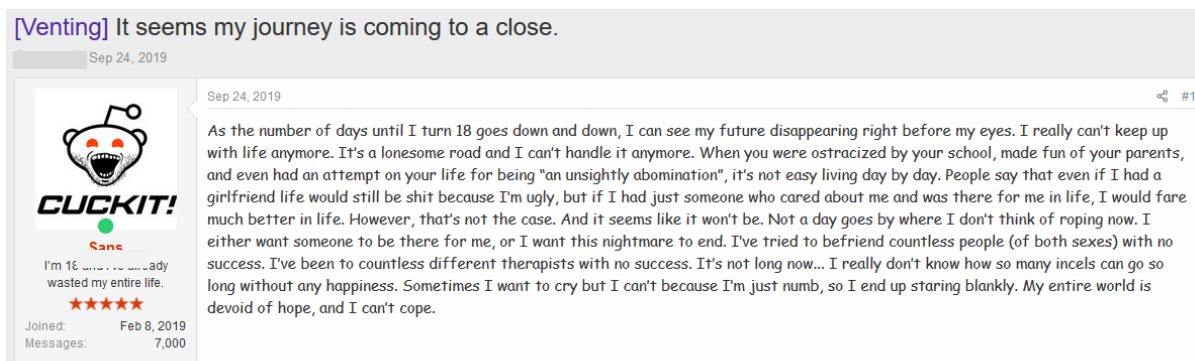 [Venting] It seems my journey is coming to a close.
Sep 24, 2019
Sep 24, 2019 #1
As the number of days until I turn 18 goes down and down, I can see my future disappearing right before my eyes. I really can't keep up
with life anymore. It's a lonesome road and I can't handle it anymore. When you were ostracized by your school, made fun of your parents,
and even had an attempt on your life for being "an unsightly abomination", it's not easy living day by day. People say that even if I had a
girlfriend life would still be shit because I'm ugly, but if I had just someone who cared about me and was there for me in life, I would fare
much better in life. However, that's not the case. And it seems like it won't be. Not a day goes by where I don't think of roping now. I
either want someone to be there for me, or I want this nightmare to end. I've tried to befriend countless people (of both sexes) with no
success. I've been to countless different therapists with no success. It's not long now... I really don't know how so many incels can go so
long without any happiness. Sometimes I want to cry but I can't because I'm just numb, so I end up staring blankly. My entire world is
devoid of hope, and I can't cope.
CUCKIT!
Sans
I'm
wasted my entire life.
Joined: Feb 8, 2019
Messages: 7,000